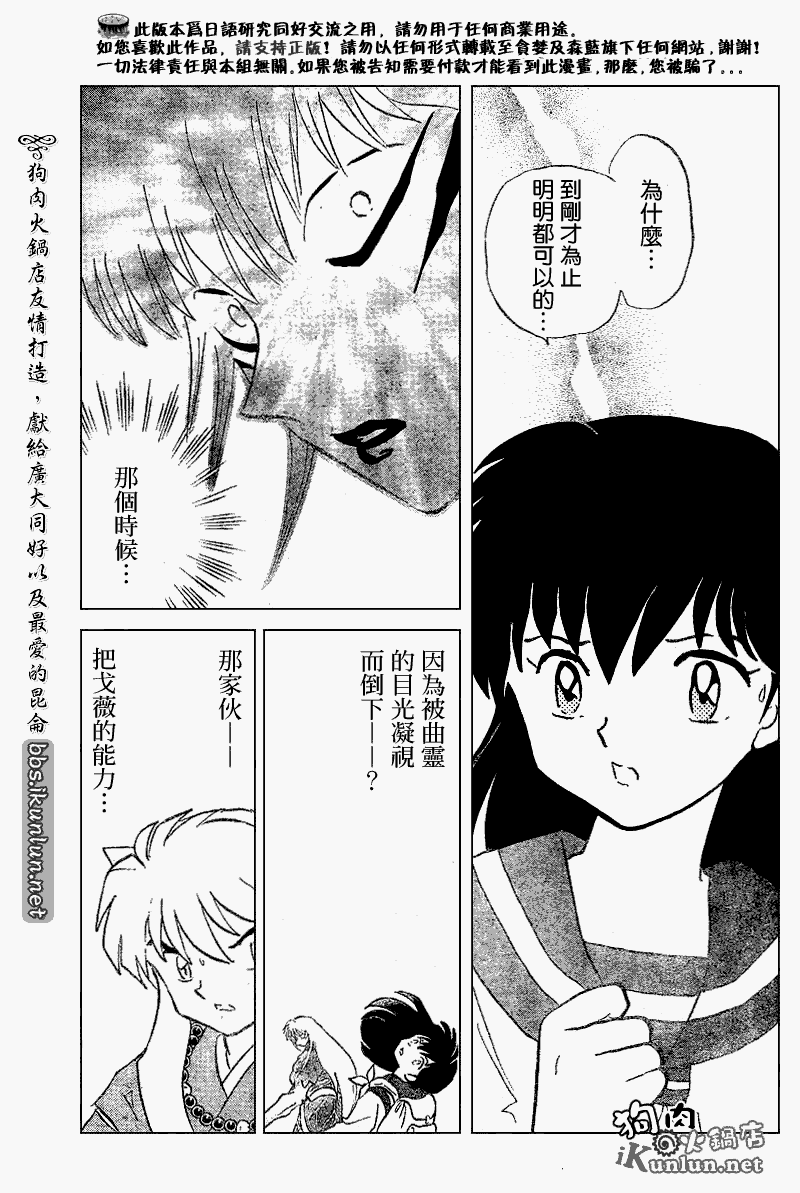 此版本爲日語研究同好交流之用，請勿用于任何商業用途。
如您喜歡此作品，請支持正版！請勿以任何形式轉載至貪婪及森藍旗下任何網站，謝謝！
一切法律責任與本組無關。如果您被告知需要付款才能看到此漫畫，那麼，您被騙了。。。
為什麼…
到剛才為止
明明都可以的…
那個時候…
因為被曲靈
的目光凝視
而倒下——？
那家伙——
把戈薇的能力…
狗肉火鍋店友情打造，獻給廣大同好以及最愛的昆侖
bbs.ikunlun.net
狗肉
火鍋店
iKunlun.net